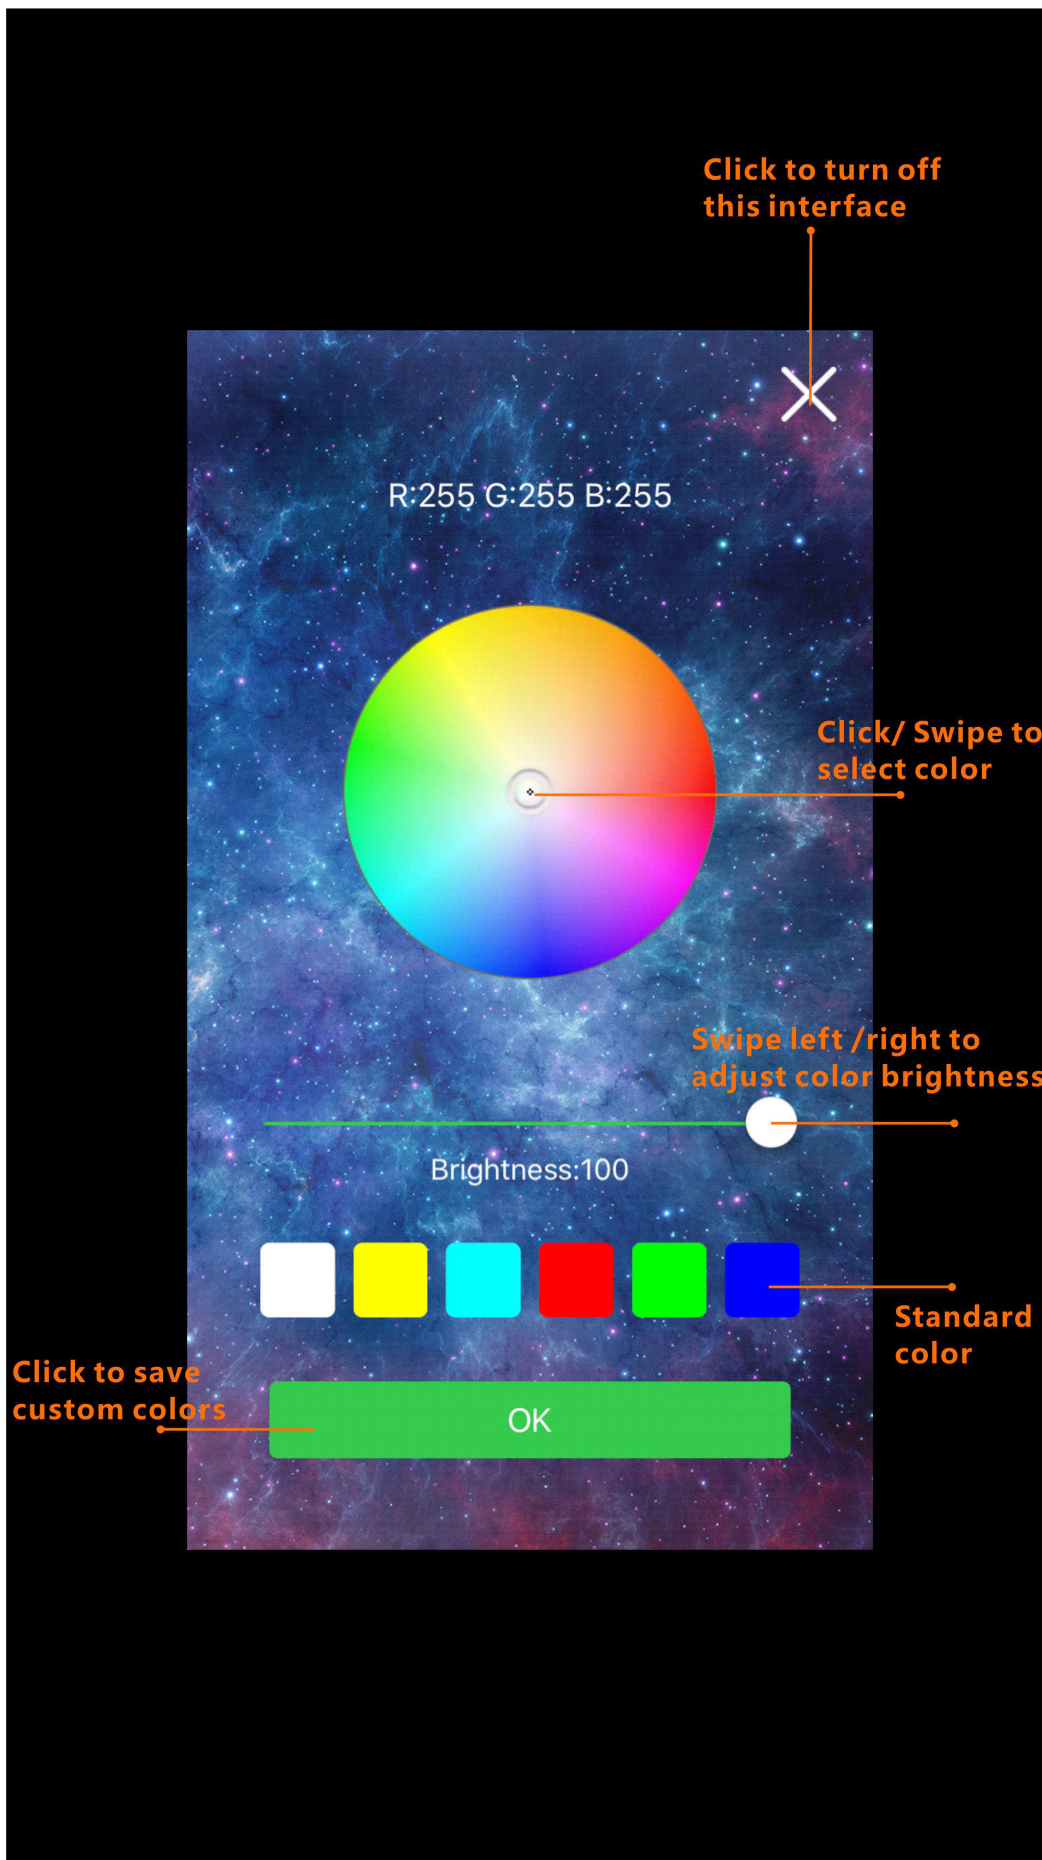 Click to turn off
this interface
R:255 G:255 B:255
Click/ Swipe to
select color
Swipe left /right to
adjust color brightness
Brightness:100
Standard
color
Click to save
custom colors
OK